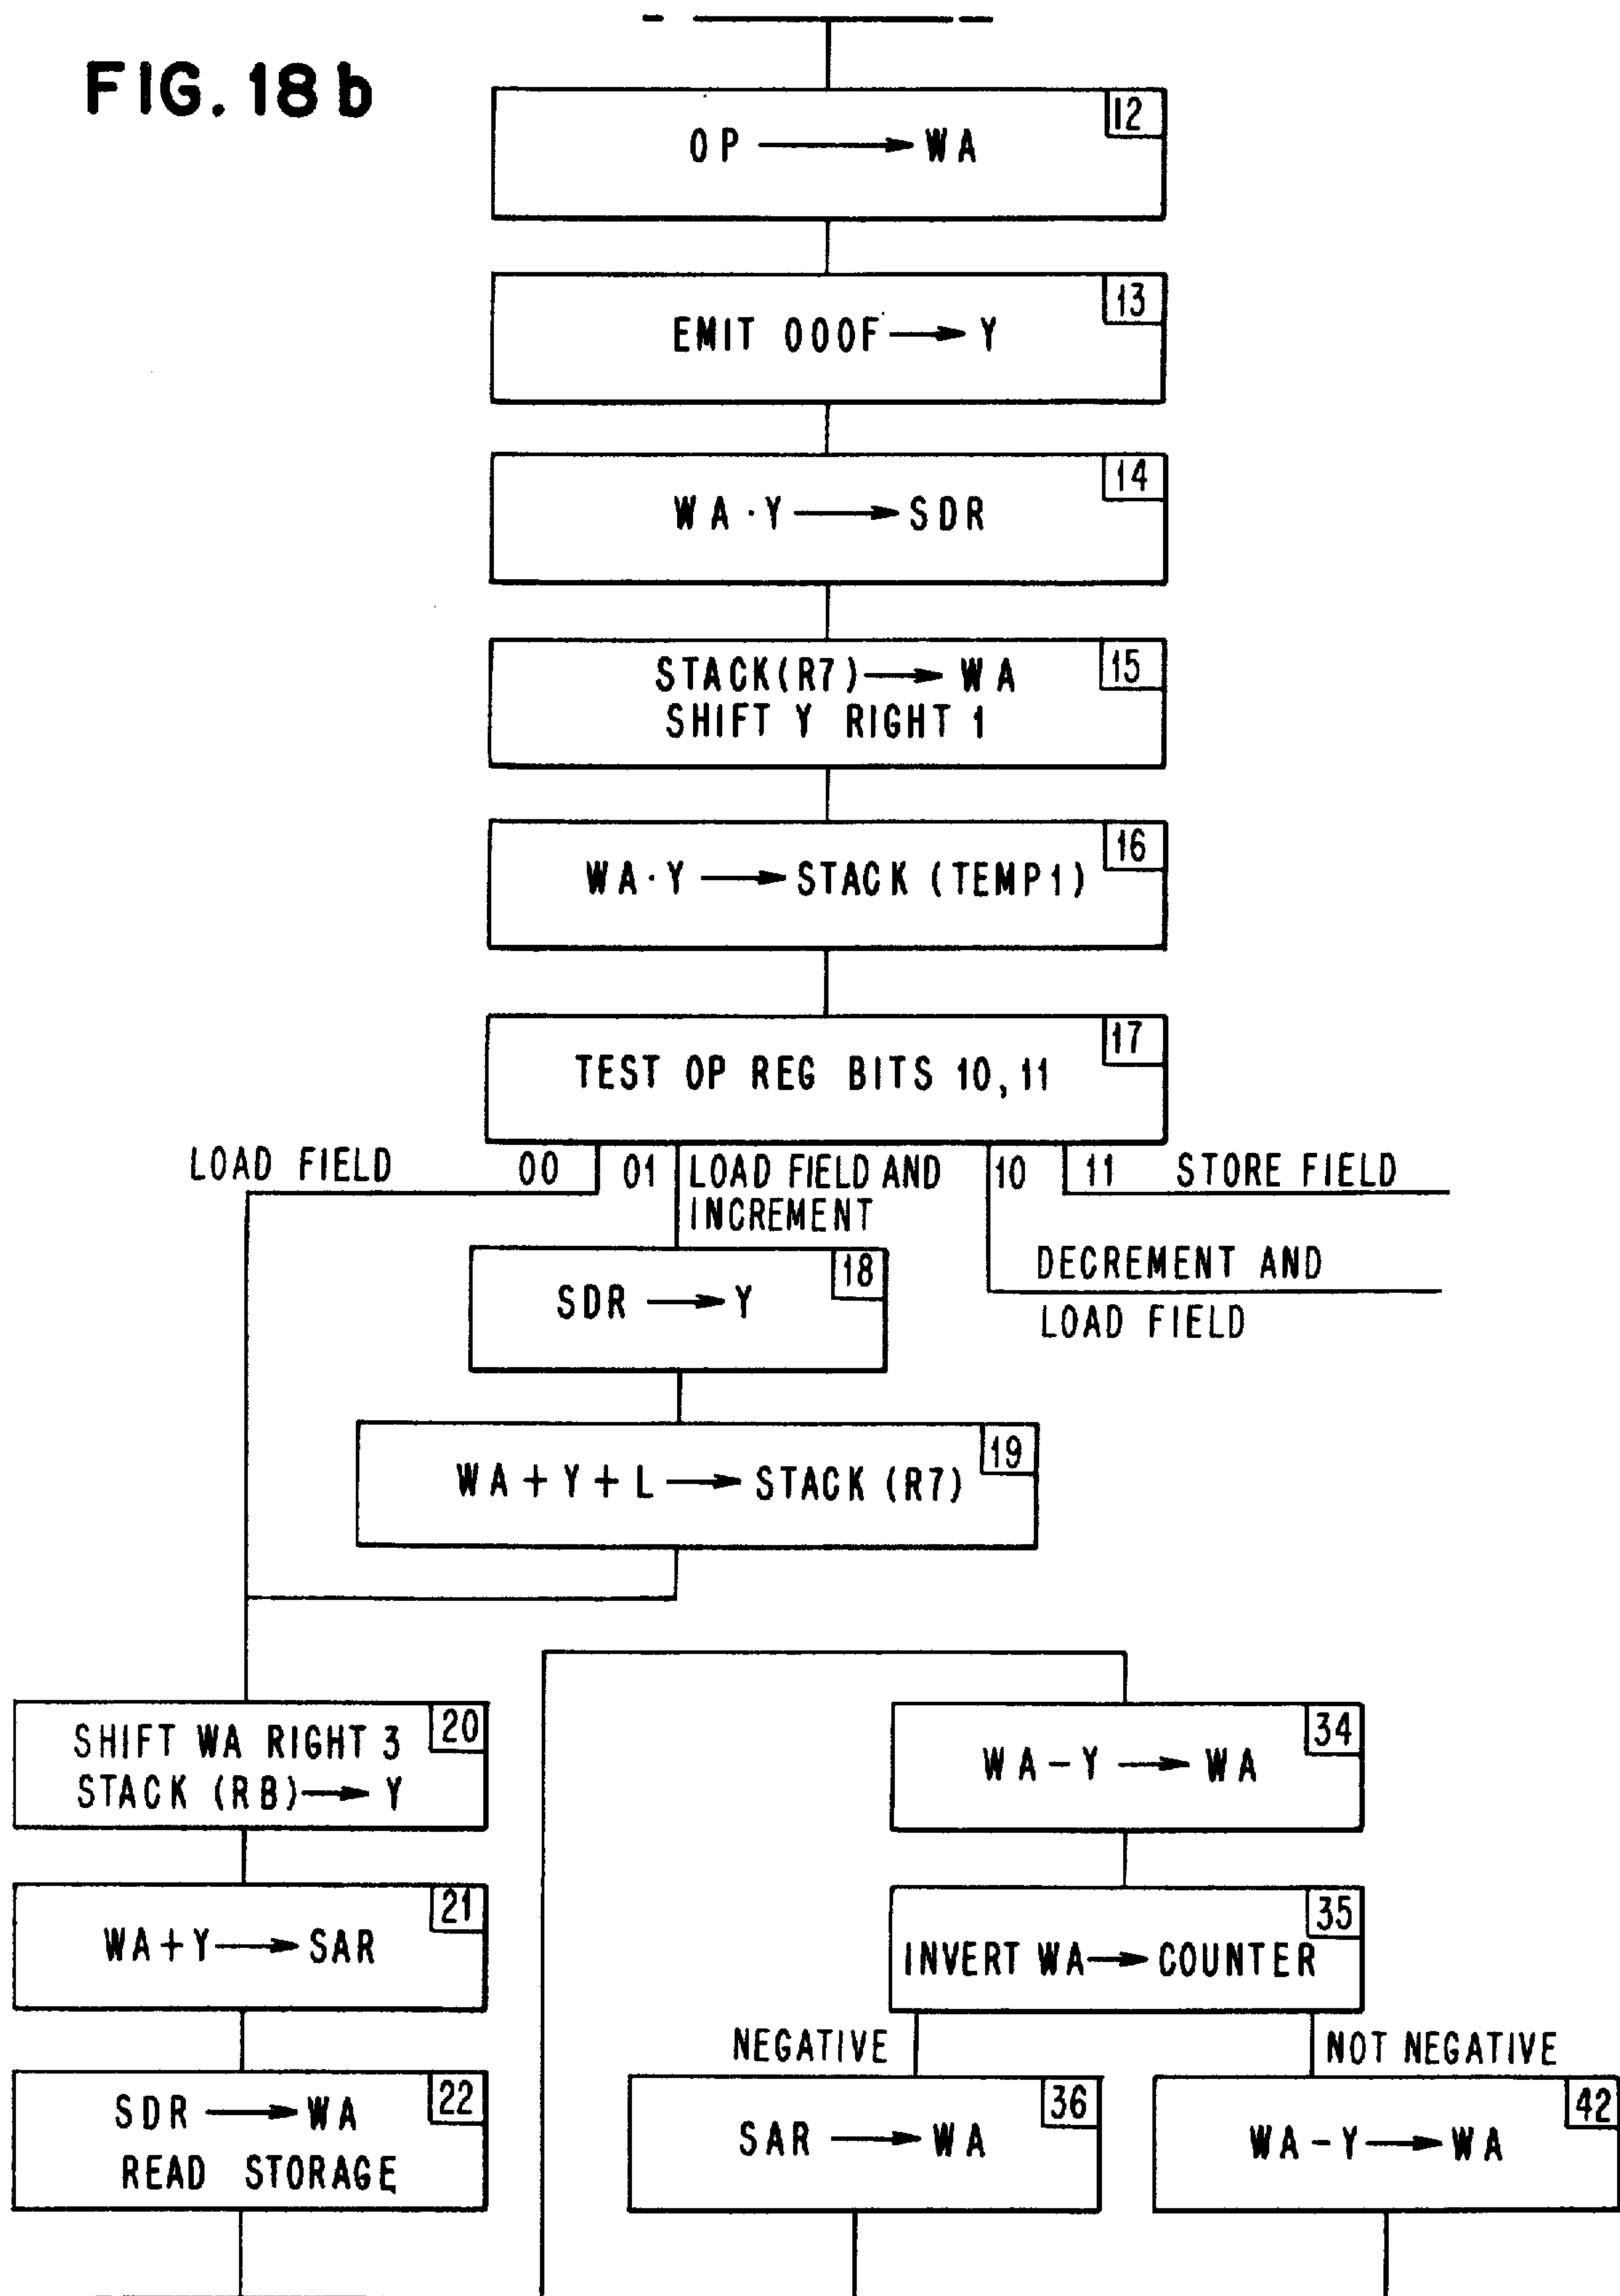 FIG. 18b
12
OP → WA
13
EMIT 000F → Y
14
WA · Y → SDR
15
STACK(R7) → WA
SHIFT Y RIGHT 1
16
WA · Y → STACK (TEMP1)
17
TEST OP REG BITS 10, 11
LOAD FIELD 00 01 LOAD FIELD AND 10 11 STORE FIELD
INCREMENT
18
SDR → Y
DECREMENT AND
LOAD FIELD
19
WA + Y + L → STACK (R7)
20
SHIFT WA RIGHT 3
STACK (RB) → Y
34
WA - Y → WA
21
WA + Y → SAR
35
INVERT WA → COUNTER
NEGATIVE NOT NEGATIVE
22
SDR → WA
READ STORAGE
36
SAR → WA
42
WA - Y → WA